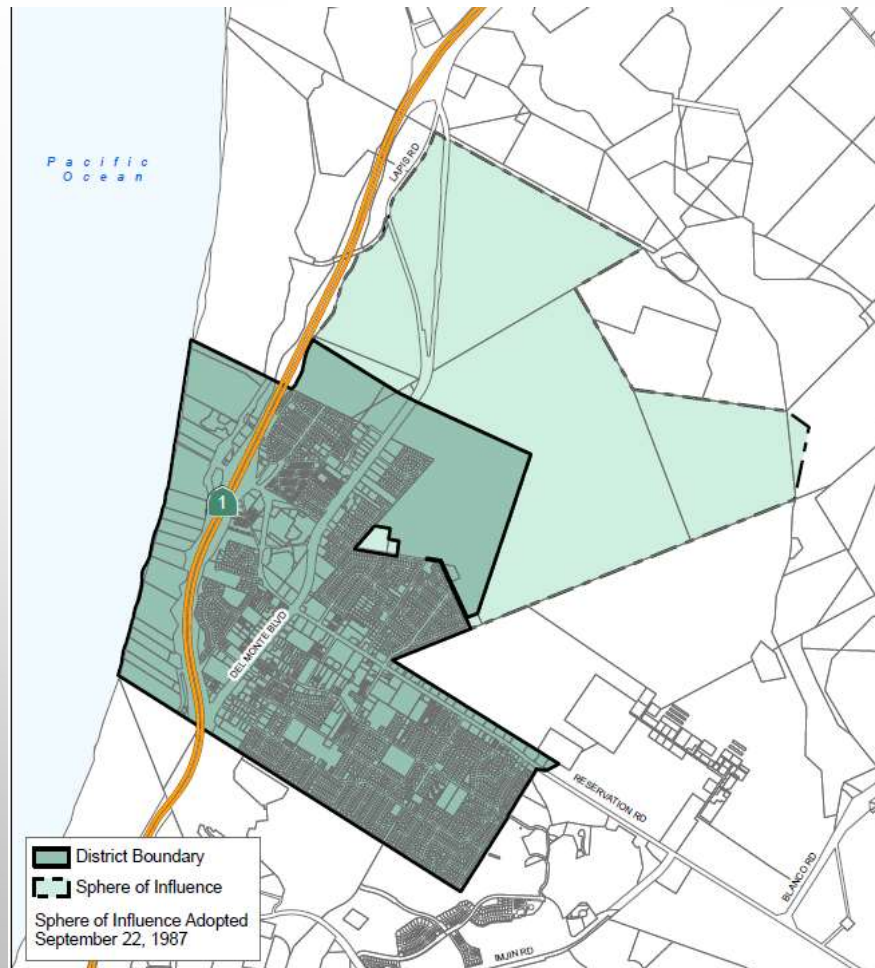 Pacific
Ocean
LAPIS RD
1
DEL MONTE BLVD
RESERVATION RD
BLANCO RD
IMJIN RD
District Boundary
Sphere of Influence
Sphere of Influence Adopted
September 22, 1987